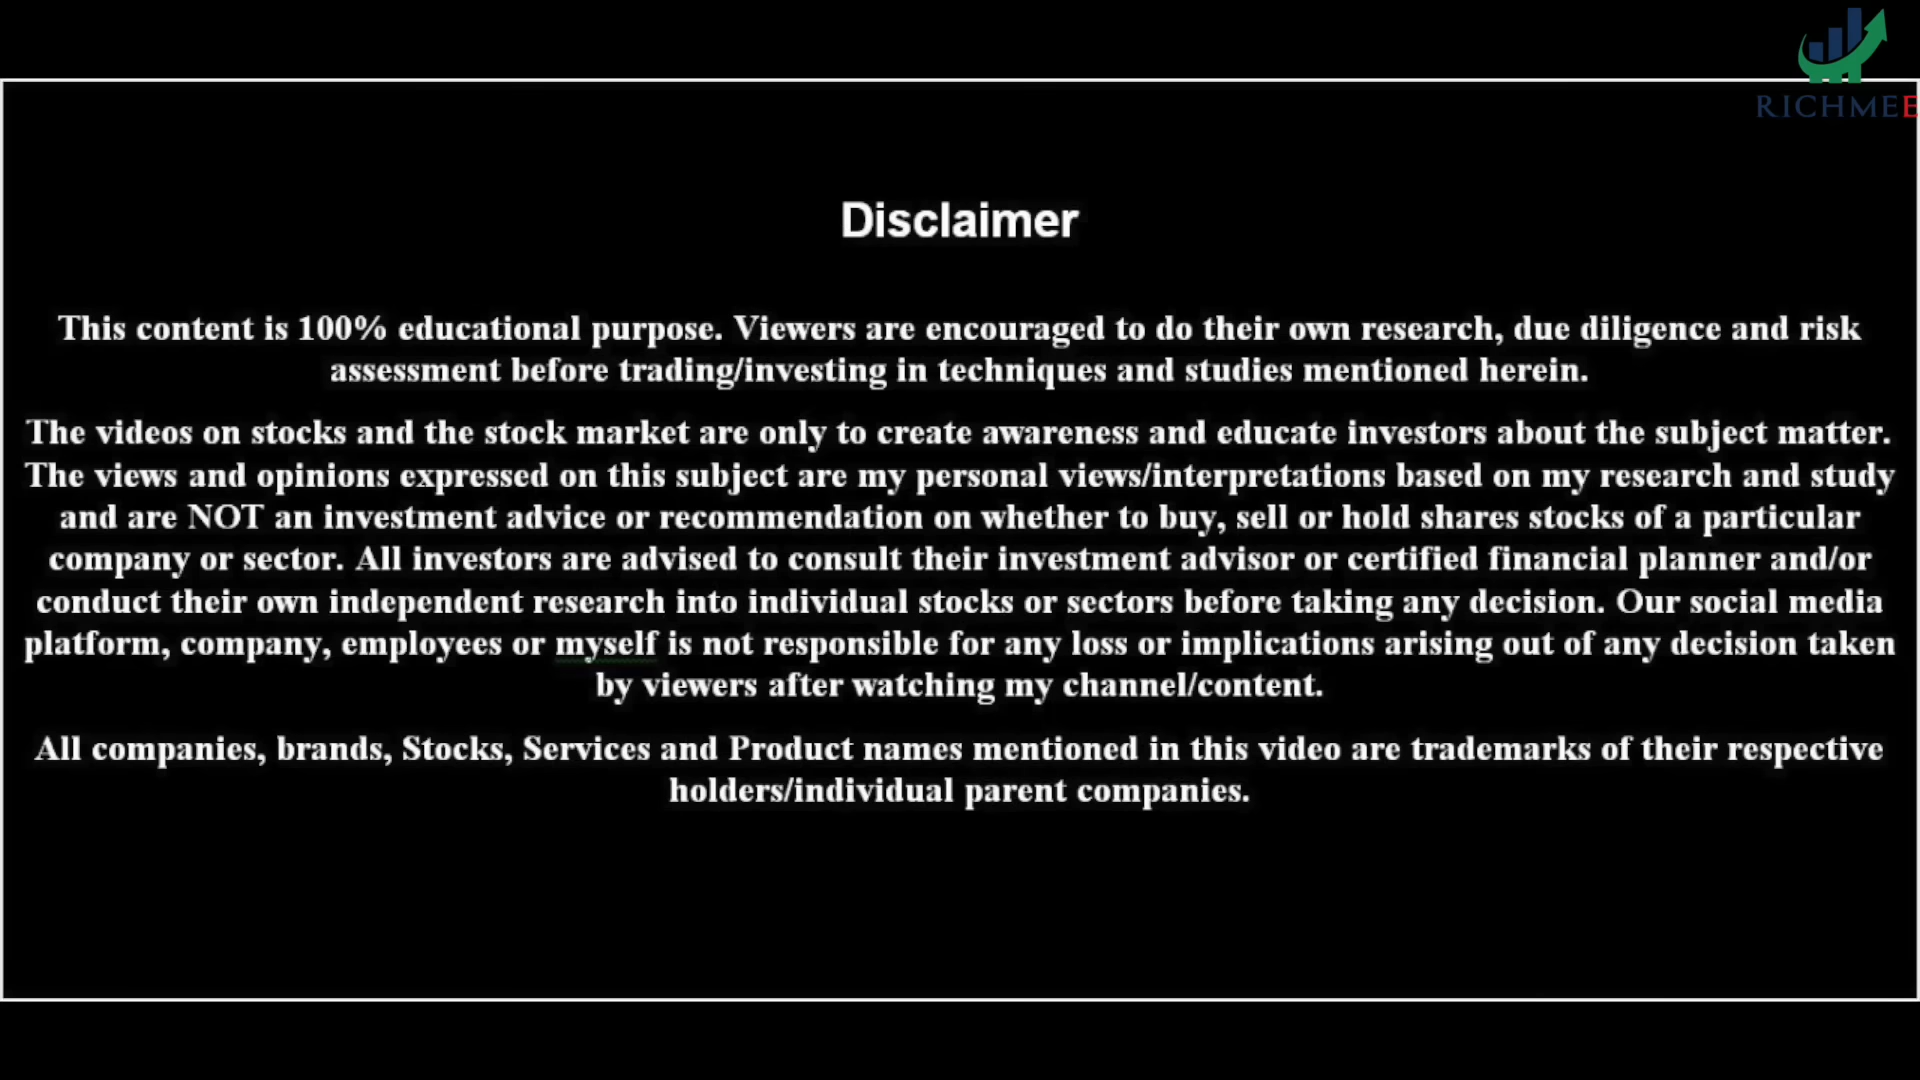 RICHMEE
Disclaimer
This content is 100% educational purpose. Viewers are encouraged to do their own research, due diligence and risk
assessment before trading/investing in techniques and studies mentioned herein.
The videos on stocks and the stock market are only to create awareness and educate investors about the subject matter.
The views and opinions expressed on this subject are my personal views/interpretations based on my research and study
and are NOT an investment advice or recommendation on whether to buy, sell or hold shares stocks of a particular
company or sector. All investors are advised to consult their investment advisor or certified financial planner and/or
conduct their own independent research into individual stocks or sectors before taking any decision. Our social media
platform, company, employees or myself is not responsible for any loss or implications arising out of any decision taken
by viewers after watching my channel/content.
All companies, brands, Stocks, Services and Product names mentioned in this video are trademarks of their respective
holders/individual parent companies.